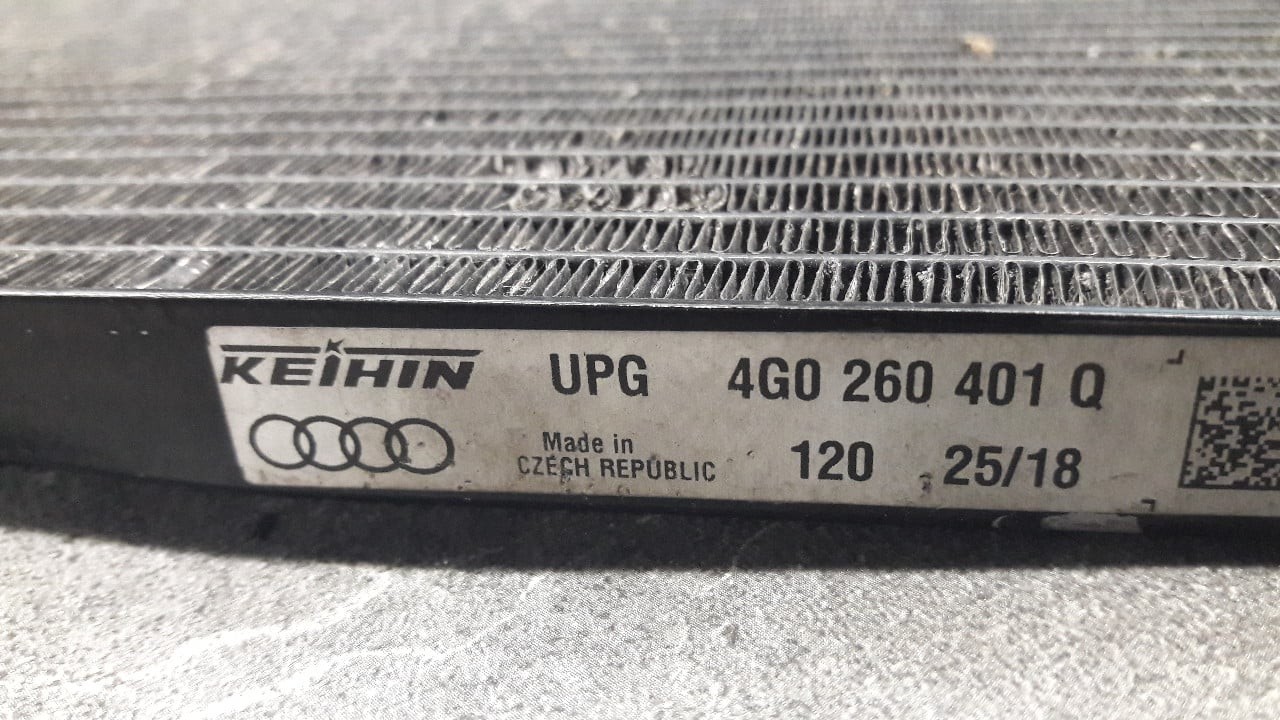 KEIHIN UPG 4G0 260 401 Q
Made in
CZECH REPUBLIC 120 25/18